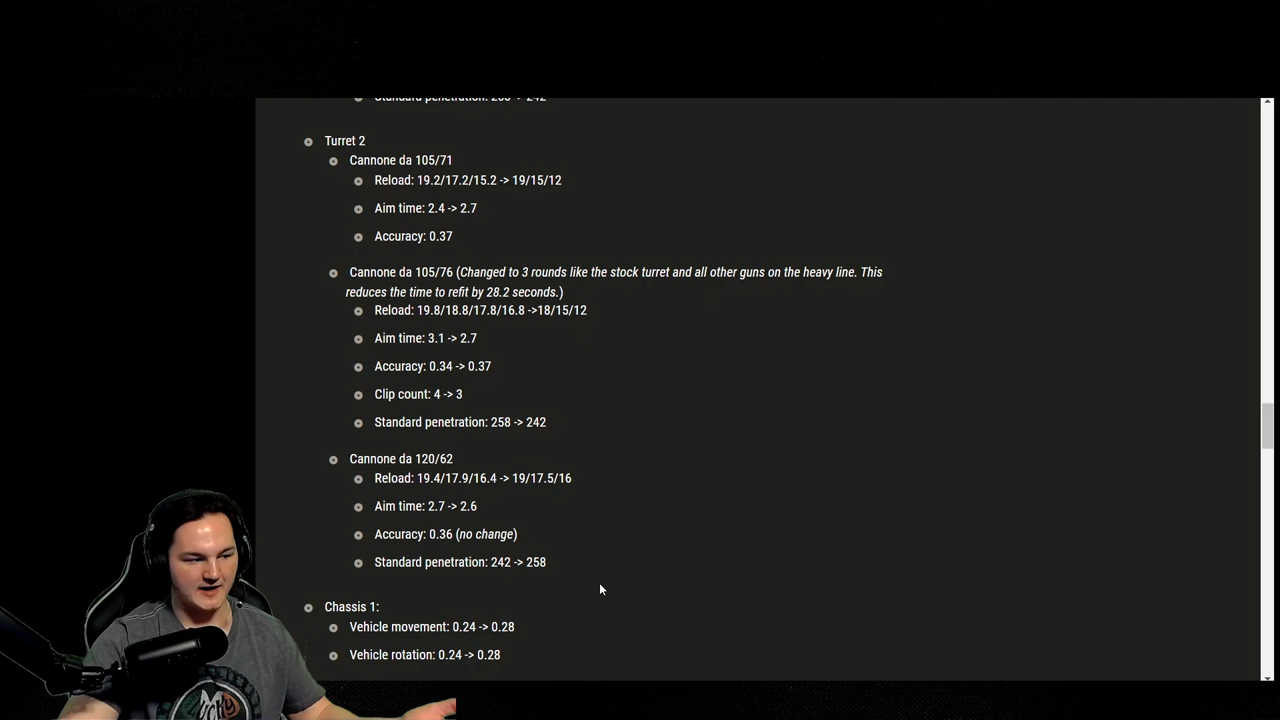 Standard penetration: 258 -> 242
Turret 2
Cannone da 105/71
Reload: 19.2/17.2/15.2 -> 19/15/12
Aim time: 2.4 -> 2.7
Accuracy: 0.37
Cannone da 105/76 (Changed to 3 rounds like the stock turret and all other guns on the heavy line. This
reduces the time to refit by 28.2 seconds.)
Reload: 19.8/18.8/17.8/16.8 ->18/15/12
Aim time: 3.1 -> 2.7
Accuracy: 0.34 -> 0.37
Clip count: 4 -> 3
Standard penetration: 258 -> 242
Cannone da 120/62
Reload: 19.4/17.9/16.4 -> 19/17.5/16
Aim time: 2.7 -> 2.6
Accuracy: 0.36 (no change)
Standard penetration: 242 -> 258
Chassis 1:
Vehicle movement: 0.24 -> 0.28
Vehicle rotation: 0.24 -> 0.28
LUCKY